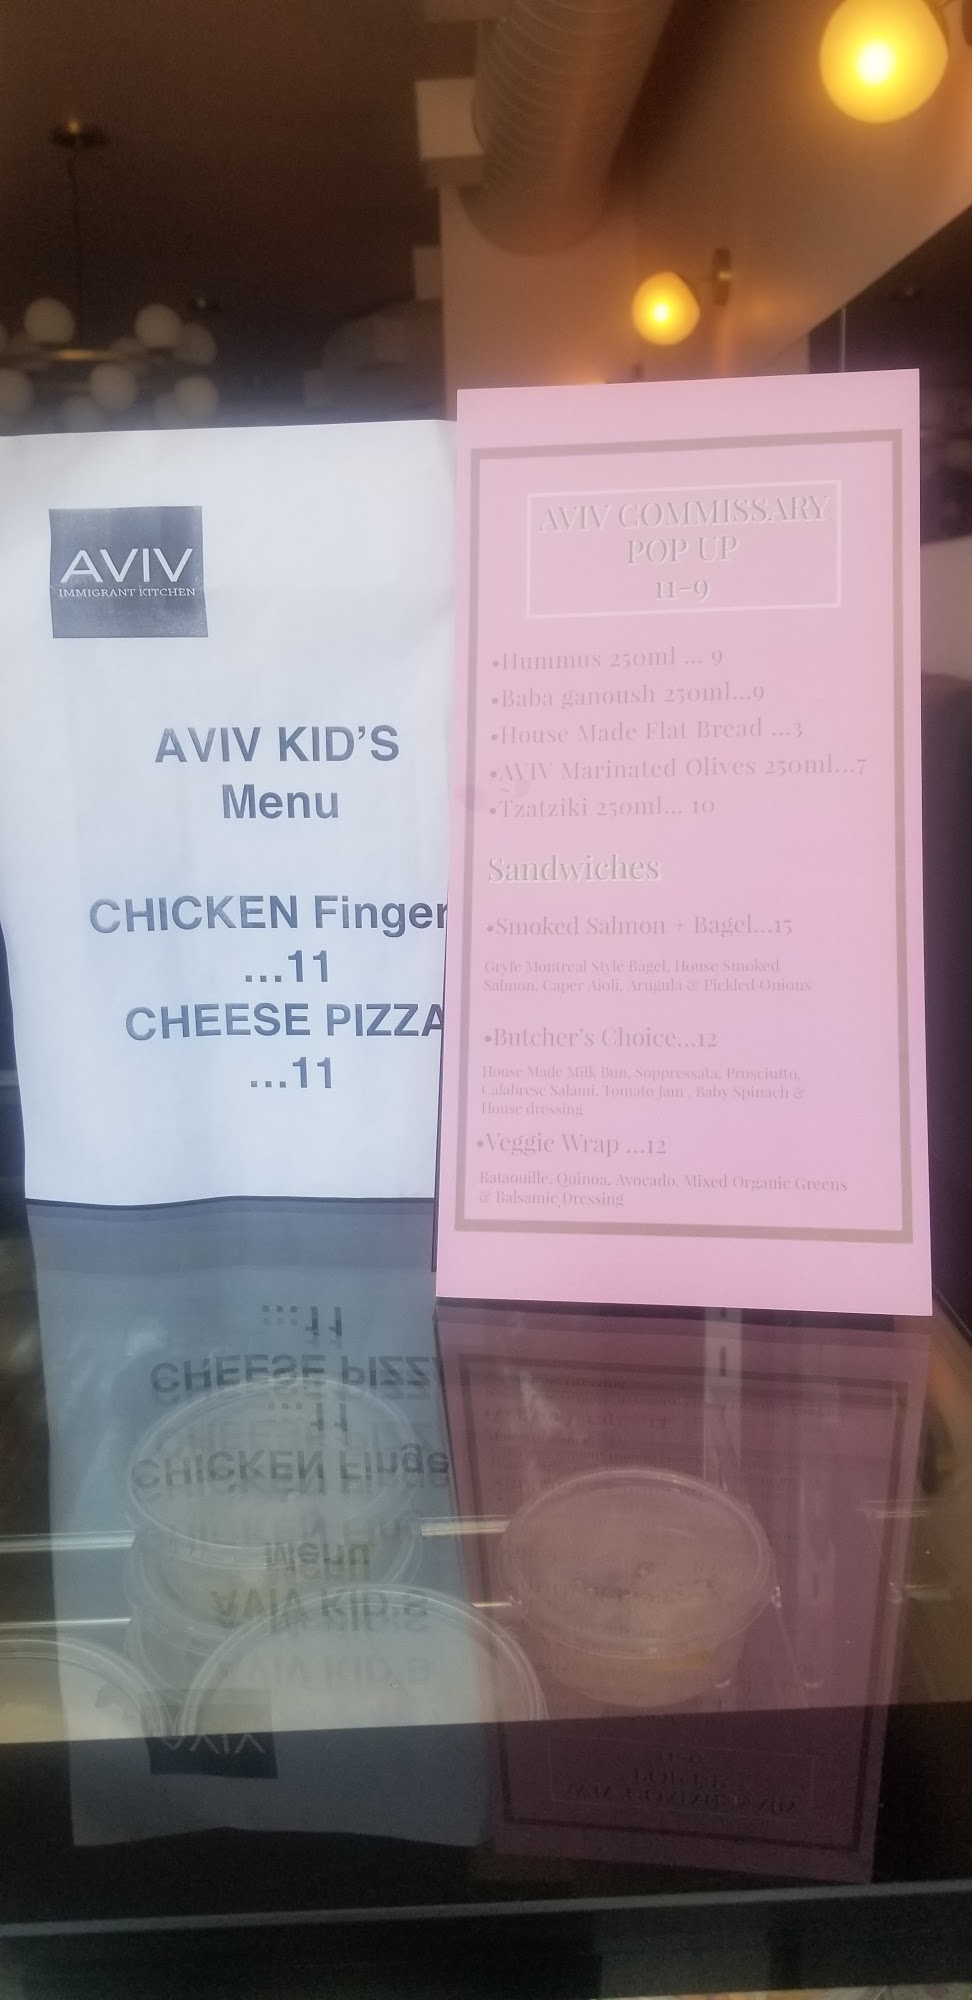 AVIV
IMMIGRANT KITCHEN
AVIV KID'S
Menu
CHICKEN Finger
...11
CHEESE PIZZA
...11
AVIV COMMISSARY
POP UP
11-9
•Hummus 250ml ... 9
•Baba ganoush 250ml...9
•House Made Flat Bread ...3
•AVIV Marinated Olives 250ml...7
•Tzatziki 250ml... 10
Sandwiches
•Smoked Salmon + Bagel...15
Gryfe Montreal Style Bagel, House Smoked
Salmon, Caper Aioli, Arugula & Pickled Onions
•Butcher's Choice...12
House Made Milk Bun, Soppressata, Prosciutto,
Calabrese Salami, Tomato Jam , Baby Spinach &
House dressing
•Veggie Wrap ...12
Rataouille, Quinoa, Avocado, Mixed Organic Greens
& Balsamic Dressing